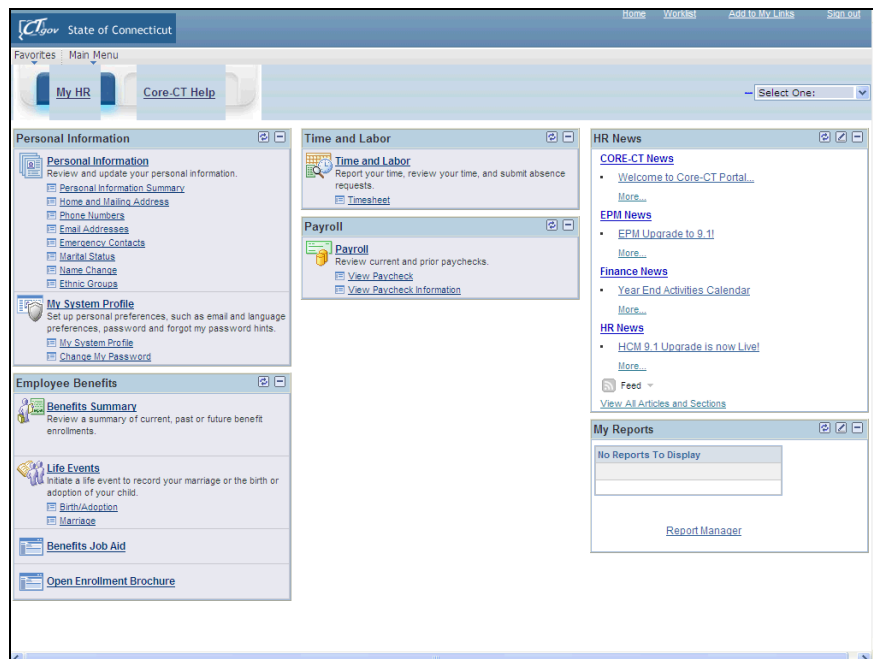 Home Worklist Add to My Links Sign out
CT.gov State of Connecticut
Favorites Main Menu
My HR Core-CT Help
Select One:
Personal Information
Personal Information
Review and update your personal information.
Personal Information Summary
Home and Mailing Address
Phone Numbers
Email Addresses
Emergency Contacts
Marital Status
Name Change
Ethnic Groups
My System Profile
Set up personal preferences, such as email and language
preferences, password and forgot my password hints.
My System Profile
Change My Password
Employee Benefits
Benefits Summary
Review a summary of current, past or future benefit
enrollments.
Life Events
Initiate a life event to record your marriage or the birth or
adoption of your child.
Birth/Adoption
Marriage
Benefits Job Aid
Open Enrollment Brochure
Time and Labor
Time and Labor
Report your time, review your time, and submit absence
requests.
Timesheet
Payroll
Payroll
Review current and prior paychecks.
View Paycheck
View Paycheck Information
HR News
CORE-CT News
• Welcome to Core-CT Portal...
More...
EPM News
• EPM Upgrade to 9.1!
More...
Finance News
• Year End Activities Calendar
More...
HR News
• HCM 9.1 Upgrade is now Live!
More...
Feed
View All Articles and Sections
My Reports
No Reports To Display
Report Manager